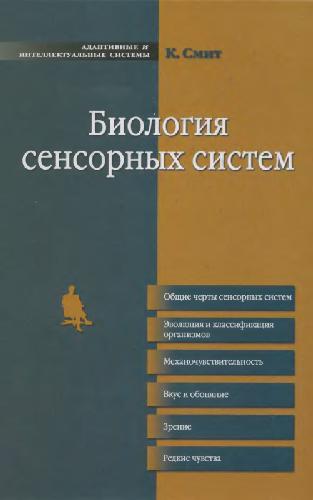 АДАПТИВНЫЕ И
ИНТЕЛЛЕКТУАЛЬНЫЕ СИСТЕМЫ
К. Смит
Биология
сенсорных систем
Общие черты сенсорных систем
Эволюция и классификация
организмов
Механочувствительность
Вкус и обоняние
Зрение
Редкие чувства